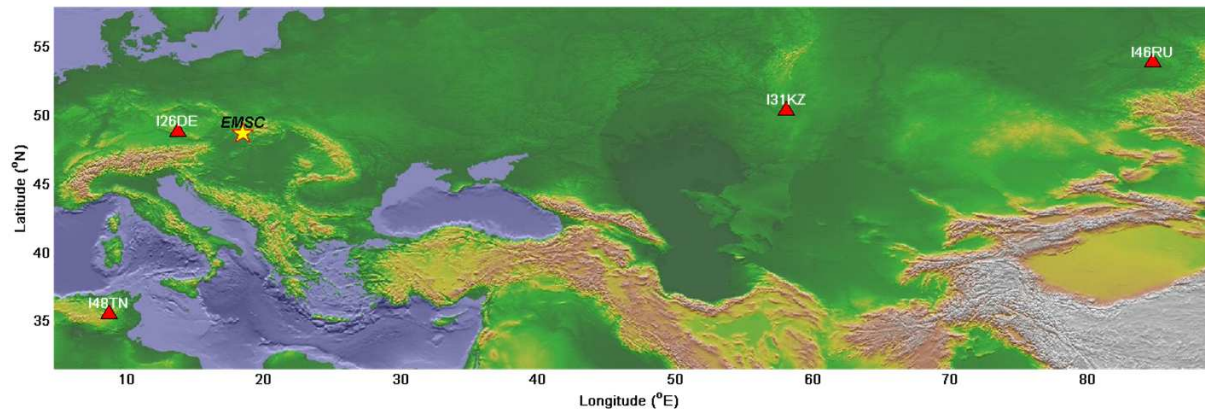 55
50
45
40
35
Latitude (°N)
I46RU
I31KZ
I26DE
EMSC
I48TN
10 20 30 40 50 60 70 80
Longitude (°E)